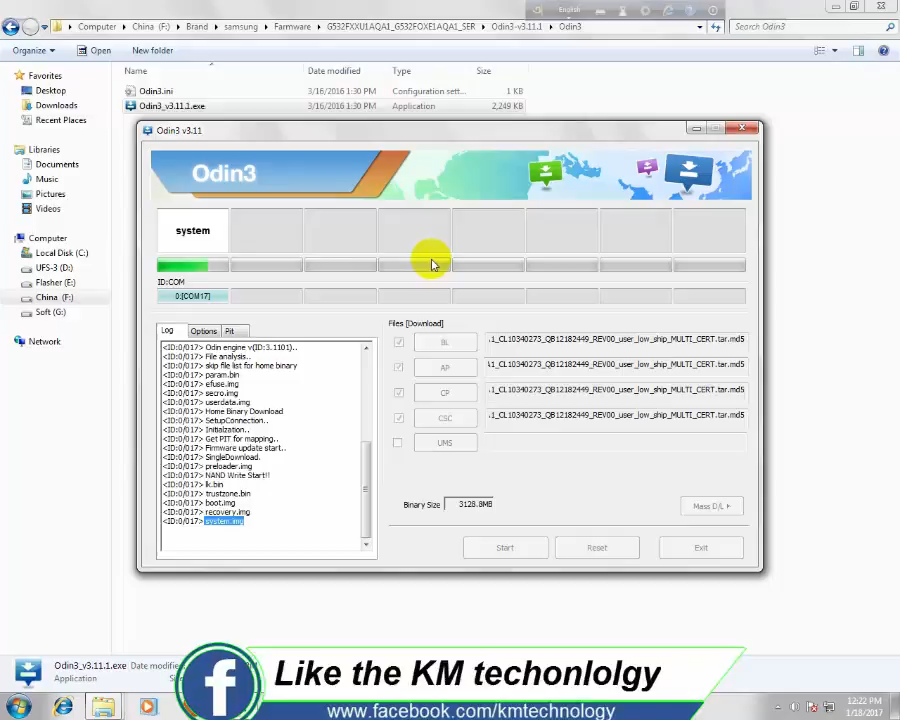 English
Computer
China (F:)
Brand
samsung
Farmware
G532FXXU1AQA1_G532FOXE1AQA1_SER
Odin3-v3.11.1
Odin3
Search Odin3
Organize
Open
New folder
Name
Date modified
Type
Size
Favorites
Desktop
Downloads
Recent Places
Libraries
Documents
Music
Pictures
Videos
Computer
Local Disk (C:)
UFS-3 (D:)
Flasher (E:)
China (F:)
Soft (G:)
Network
Odin3.ini 3/16/2016 1:30 PM Configuration sett... 1 KB
Odin3_v3.11.1.exe 3/16/2016 1:30 PM Application 2,249 KB
Odin3 v3.11
Odin3
system
ID:COM
0:[COM17]
Log Options Pit
<ID:0/017> Odin engine v(ID:3.1101)..
<ID:0/017> File analysis..
<ID:0/017> skip file list for home binary
<ID:0/017> param.bin
<ID:0/017> efuse.img
<ID:0/017> secro.img
<ID:0/017> userdata.img
<ID:0/017> Home Binary Download
<ID:0/017> SetupConnection..
<ID:0/017> Initialzation..
<ID:0/017> Get PIT for mapping..
<ID:0/017> Firmware update start..
<ID:0/017> SingleDownload.
<ID:0/017> preloader.img
<ID:0/017> NAND Write Start!!
<ID:0/017> lk.bin
<ID:0/017> trustzone.bin
<ID:0/017> boot.img
<ID:0/017> recovery.img
<ID:0/017> system.img
Files [Download]
BL .1_CL10340273_QB12182449_REV00_user_low_ship_MULTI_CERT.tar.md5
AP \1_CL10340273_QB12182449_REV00_user_low_ship_MULTI_CERT.tar.md5
CP .1_CL10340273_QB12182449_REV00_user_low_ship_MULTI_CERT.tar.md5
CSC .1_CL10340273_QB12182449_REV00_user_low_ship_MULTI_CERT.tar.md5
UMS
Binary Size 3128.8MB
Mass D/L
Start Reset Exit
Odin3_v3.11.1.exe Date modified
Application
Like the KM techonlolgy
www.facebook.com/kmtechnology
12:22 PM
1/18/2017